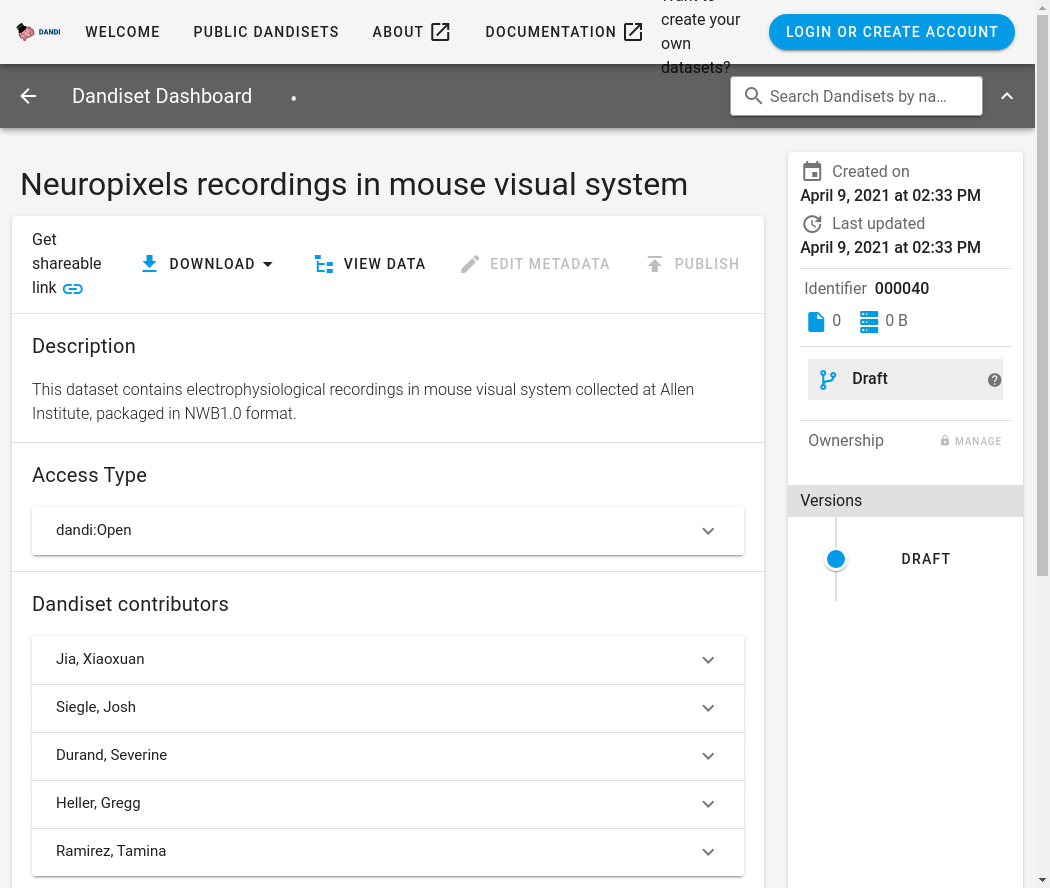 DANDI
WELCOME
PUBLIC DANDISETS
ABOUT
DOCUMENTATION
create your
own
datasets?
LOGIN OR CREATE ACCOUNT
Dandiset Dashboard
Search Dandisets by na...
Neuropixels recordings in mouse visual system
Get
shareable
link
DOWNLOAD
VIEW DATA
EDIT METADATA
PUBLISH
Description
This dataset contains electrophysiological recordings in mouse visual system collected at Allen
Institute, packaged in NWB1.0 format.
Access Type
dandi:Open
Dandiset contributors
Jia, Xiaoxuan
Siegle, Josh
Durand, Severine
Heller, Gregg
Ramirez, Tamina
Created on
April 9, 2021 at 02:33 PM
Last updated
April 9, 2021 at 02:33 PM
Identifier 000040
0
0 B
Draft
Ownership
MANAGE
Versions
DRAFT